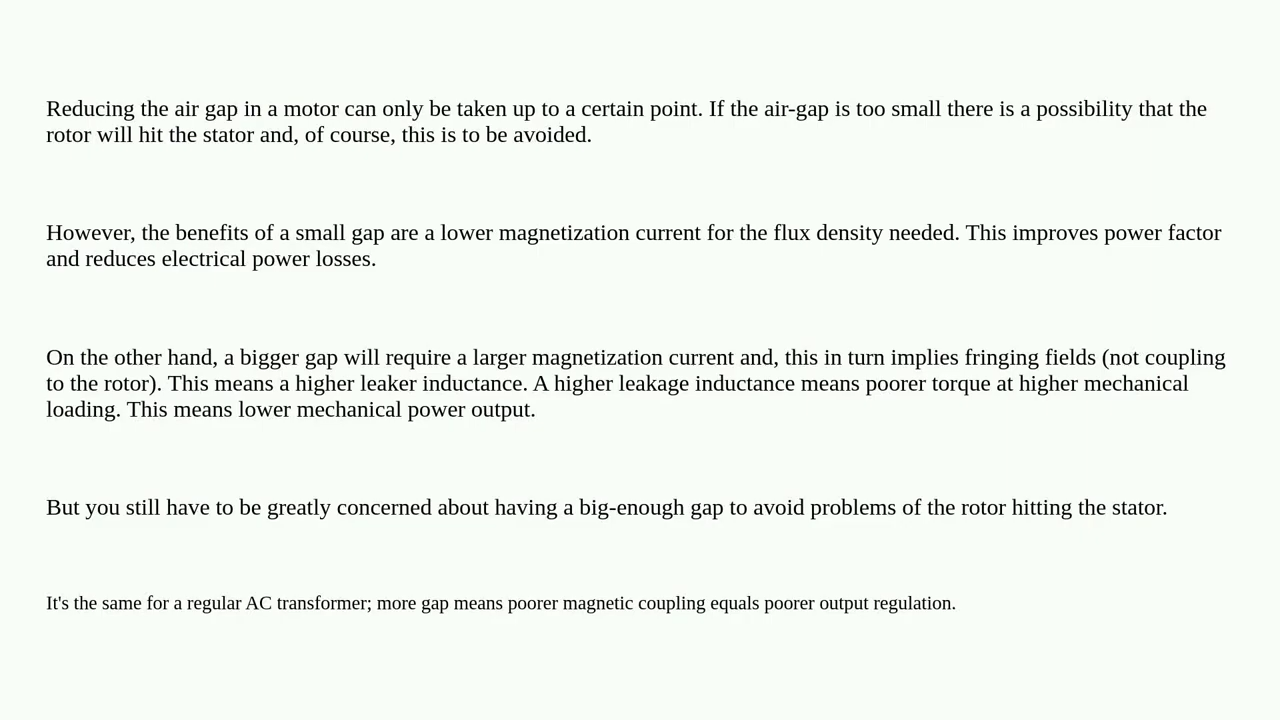 Reducing the air gap in a motor can only be taken up to a certain point. If the air-gap is too small there is a possibility that the
rotor will hit the stator and, of course, this is to be avoided.
However, the benefits of a small gap are a lower magnetization current for the flux density needed. This improves power factor
and reduces electrical power losses.
On the other hand, a bigger gap will require a larger magnetization current and, this in turn implies fringing fields (not coupling
to the rotor). This means a higher leaker inductance. A higher leakage inductance means poorer torque at higher mechanical
loading. This means lower mechanical power output.
But you still have to be greatly concerned about having a big-enough gap to avoid problems of the rotor hitting the stator.
It's the same for a regular AC transformer; more gap means poorer magnetic coupling equals poorer output regulation.